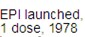 EPI launched,
1 dose, 1978